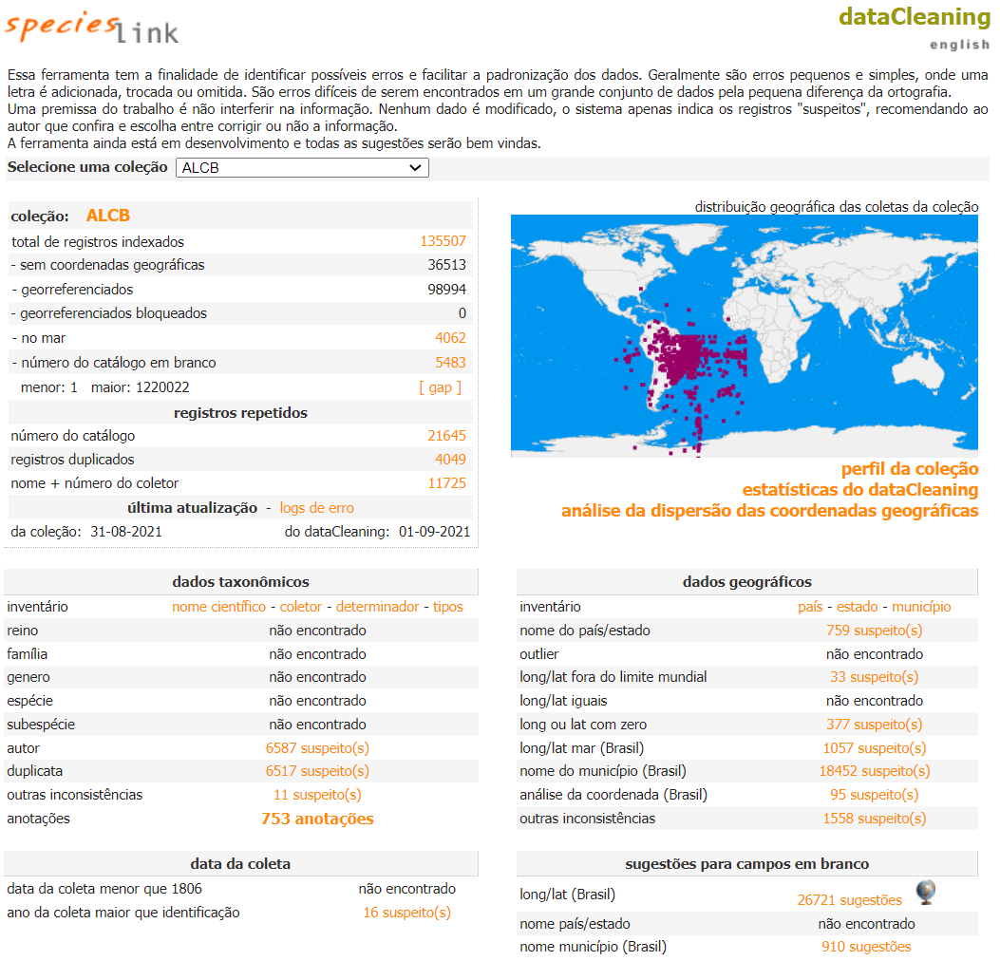 specieslink
dataCleaning
english
Essa ferramenta tem a finalidade de identificar possíveis erros e facilitar a padronização dos dados. Geralmente são erros pequenos e simples, onde uma
letra é adicionada, trocada ou omitida. São erros difíceis de serem encontrados em um grande conjunto de dados pela pequena diferença da ortografia.
Uma premissa do trabalho é não interferir na informação. Nenhum dado é modificado, o sistema apenas indica os registros "suspeitos", recomendando ao
autor que confira e escolha entre corrigir ou não a informação.
A ferramenta ainda está em desenvolvimento e todas as sugestões serão bem vindas.
Selecione uma coleção ALCB
coleção: ALCB
total de registros indexados 135507
- sem coordenadas geográficas 36513
- georreferenciados 98994
- georreferenciados bloqueados 0
- no mar 4062
- número do catálogo em branco 5483
menor: 1 maior: 1220022 [ gap ]
registros repetidos
número do catálogo 21645
registros duplicados 4049
nome + número do coletor 11725
última atualização - logs de erro
da coleção: 31-08-2021 do dataCleaning: 01-09-2021
distribuição geográfica das coletas da coleção
perfil da coleção
estatísticas do dataCleaning
análise da dispersão das coordenadas geográficas
dados taxonômicos
inventário nome científico - coletor - determinador - tipos
reino não encontrado
família não encontrado
genero não encontrado
espécie não encontrado
subespécie não encontrado
autor 6587 suspeito(s)
duplicata 6517 suspeito(s)
outras inconsistências 11 suspeito(s)
anotações 753 anotações
dados geográficos
inventário país - estado - município
nome do país/estado 759 suspeito(s)
outlier não encontrado
long/lat fora do limite mundial 33 suspeito(s)
long/lat iguais não encontrado
long ou lat com zero 377 suspeito(s)
long/lat mar (Brasil) 1057 suspeito(s)
nome do município (Brasil) 18452 suspeito(s)
análise da coordenada (Brasil) 95 suspeito(s)
outras inconsistências 1558 suspeito(s)
data da coleta
data da coleta menor que 1806 não encontrado
ano da coleta maior que identificação 16 suspeito(s)
sugestões para campos em branco
long/lat (Brasil) 26721 sugestões
nome país/estado não encontrado
nome município (Brasil) 910 sugestões